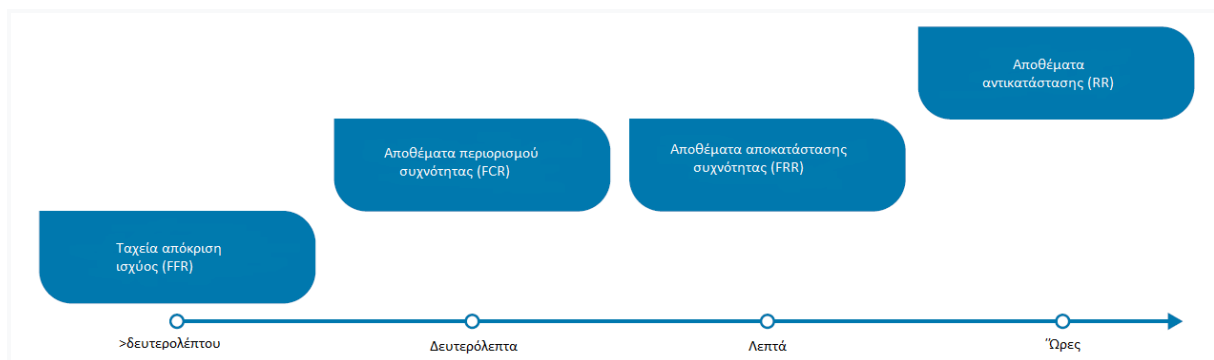 Αποθέματα
αντικατάστασης (RR)
Αποθέματα περιορισμού
συχνότητας (FCR)
Αποθέματα αποκατάστασης
συχνότητας (FRR)
Ταχεία απόκριση
ισχύος (FFR)
>δευτερολέπτου
Δευτερόλεπτα
Λεπτά
Ώρες